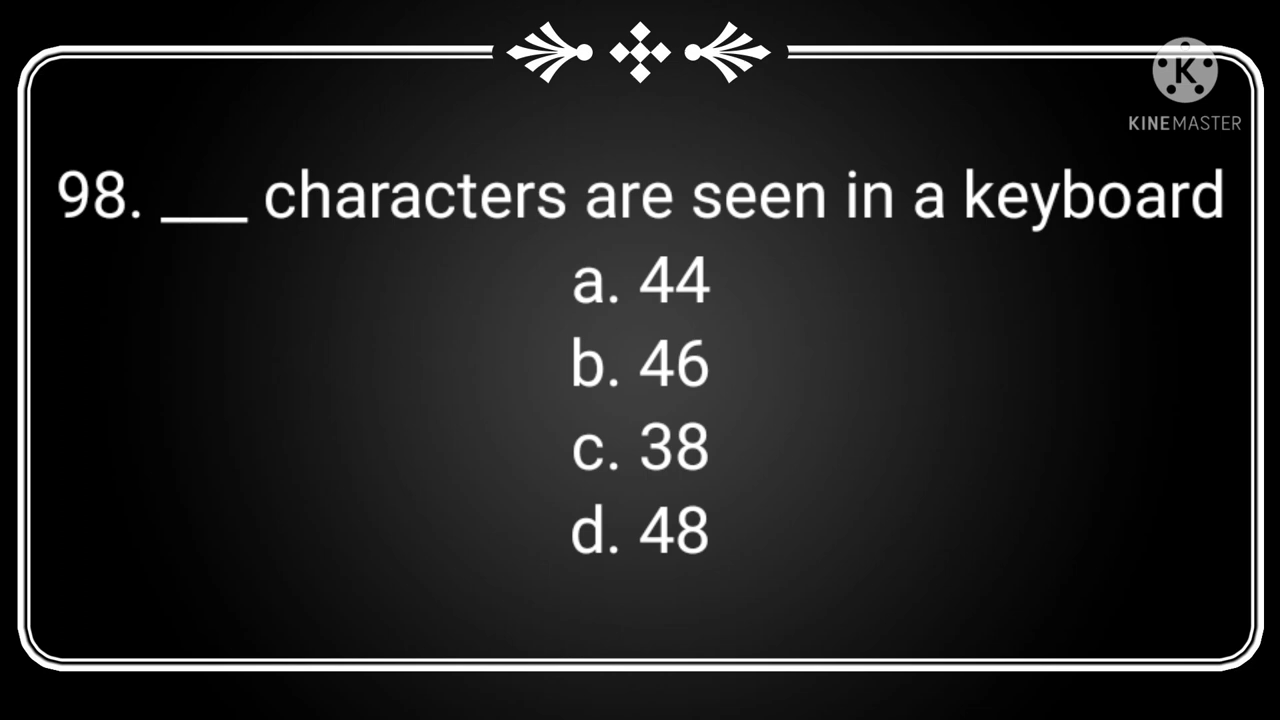 K
KINEMASTER
98. ___ characters are seen in a keyboard
a. 44
b. 46
c. 38
d. 48